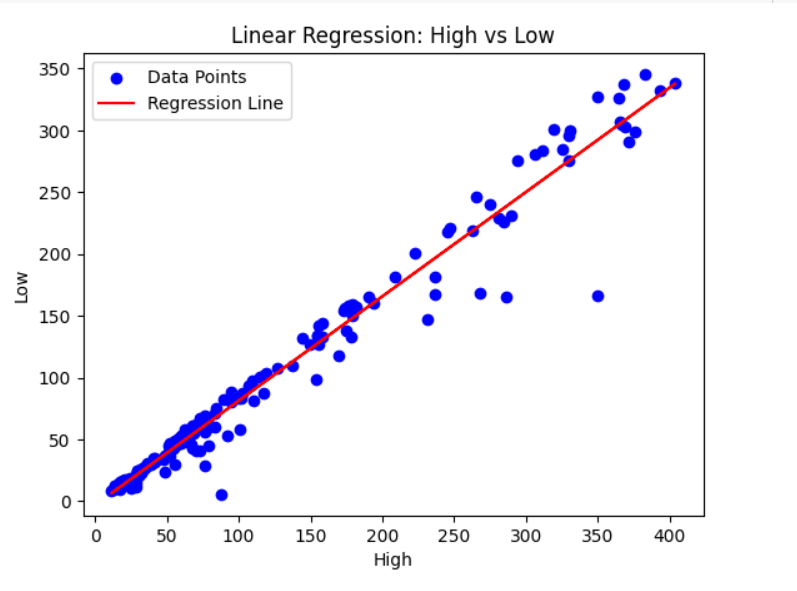 Linear Regression: High vs Low
Data Points
Regression Line
350
300
250
200
150
100
50
0
Low
0 50 100 150 200 250 300 350 400
High